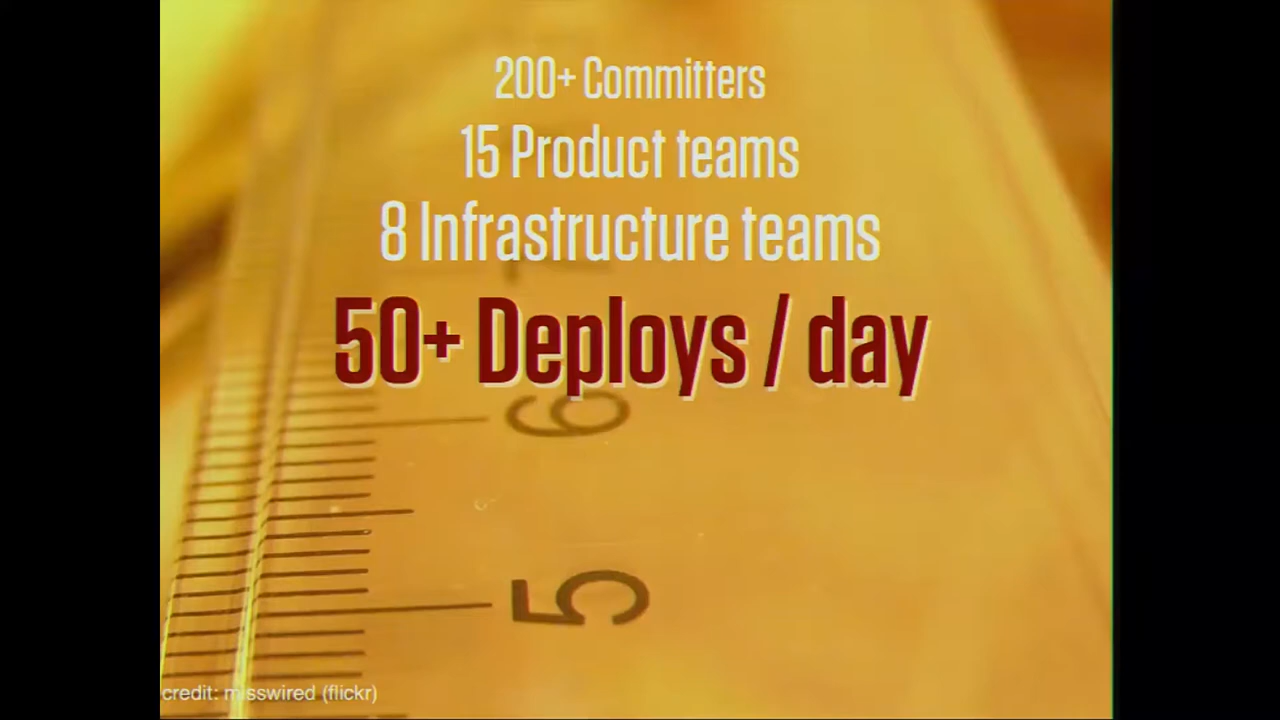 200+ Committers
15 Product teams
8 Infrastructure teams
50+ Deploys / day
6
5
credit: misswired (flickr)